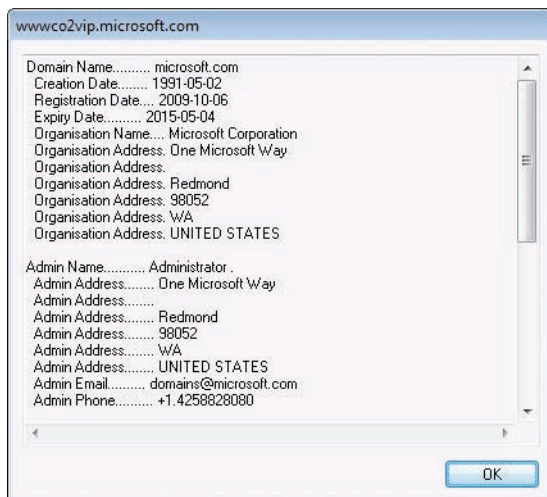 wwwco2vip.microsoft.com
Domain Name.......... microsoft.com
Creation Date........ 1991-05-02
Registration Date.... 2009-10-06
Expiry Date.......... 2015-05-04
Organisation Name.... Microsoft Corporation
Organisation Address. One Microsoft Way
Organisation Address.
Organisation Address. Redmond
Organisation Address. 98052
Organisation Address. WA
Organisation Address. UNITED STATES
Admin Name........... Administrator .
Admin Address........ One Microsoft Way
Admin Address........
Admin Address........ Redmond
Admin Address........ 98052
Admin Address........ WA
Admin Address........ UNITED STATES
Admin Email.......... domains@microsoft.com
Admin Phone.......... +1.4258828080
OK